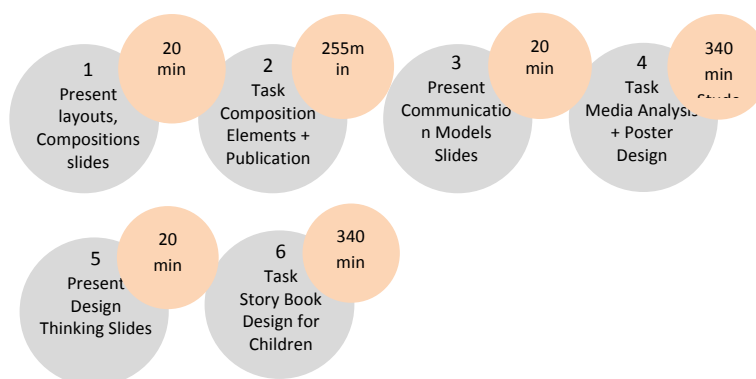 1
Present
layouts,
Compositions
slides
20
min
2
Task
Composition
Elements +
Publication
255m
in
3
Present
Communicatio
n Models
Slides
20
min
4
Task
Media Analysis
+ Poster
Design
340
min
5
Present
Design
Thinking Slides
20
min
6
Task
Story Book
Design for
Children
340
min